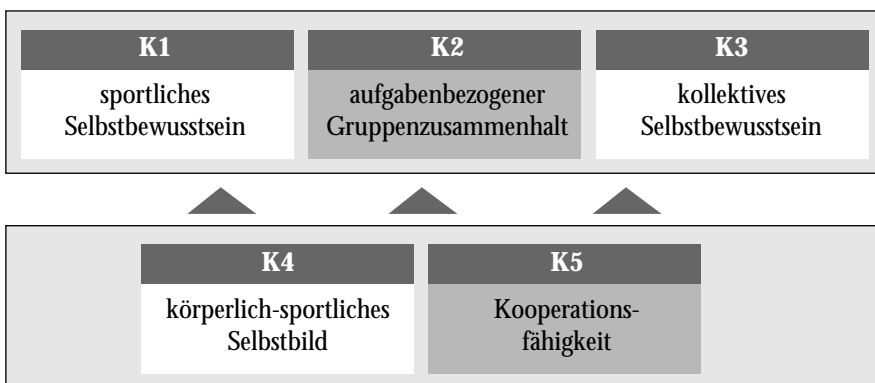 K1
K2
K3
sportliches
Selbstbewusstsein
aufgabenbezogener
Gruppenzusammenhalt
kollektives
Selbstbewusstsein
K4
K5
körperlich-sportliches
Selbstbild
Kooperations-
fähigkeit